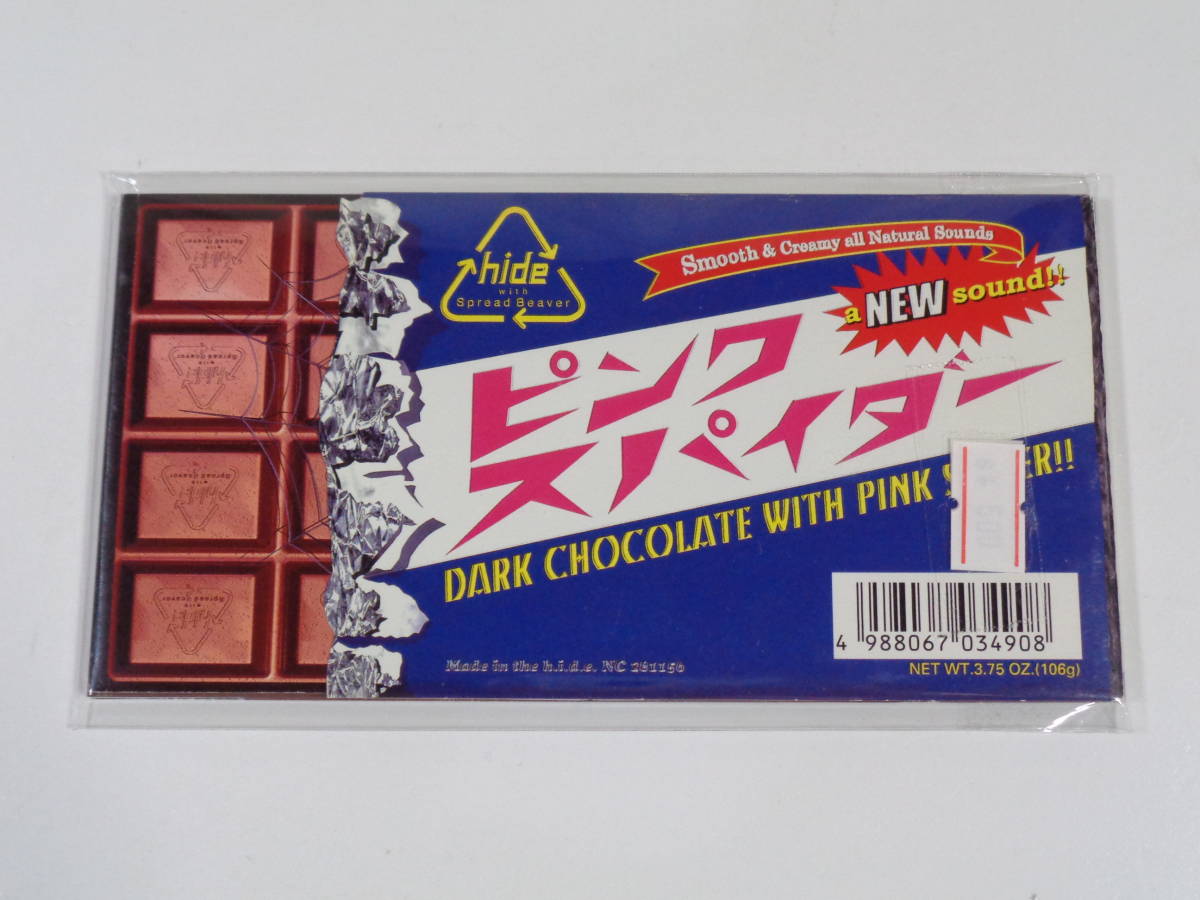 hide
with
Spread Beaver
Smooth & Creamy all Natural Sounds
a NEW sound!!
ピンク
スパイダー
DARK CHOCOLATE WITH PINK S ER!!
4 988067 034908
NET WT.3.75 OZ.(106g)
Made in the h.i.d.e. NC 281150